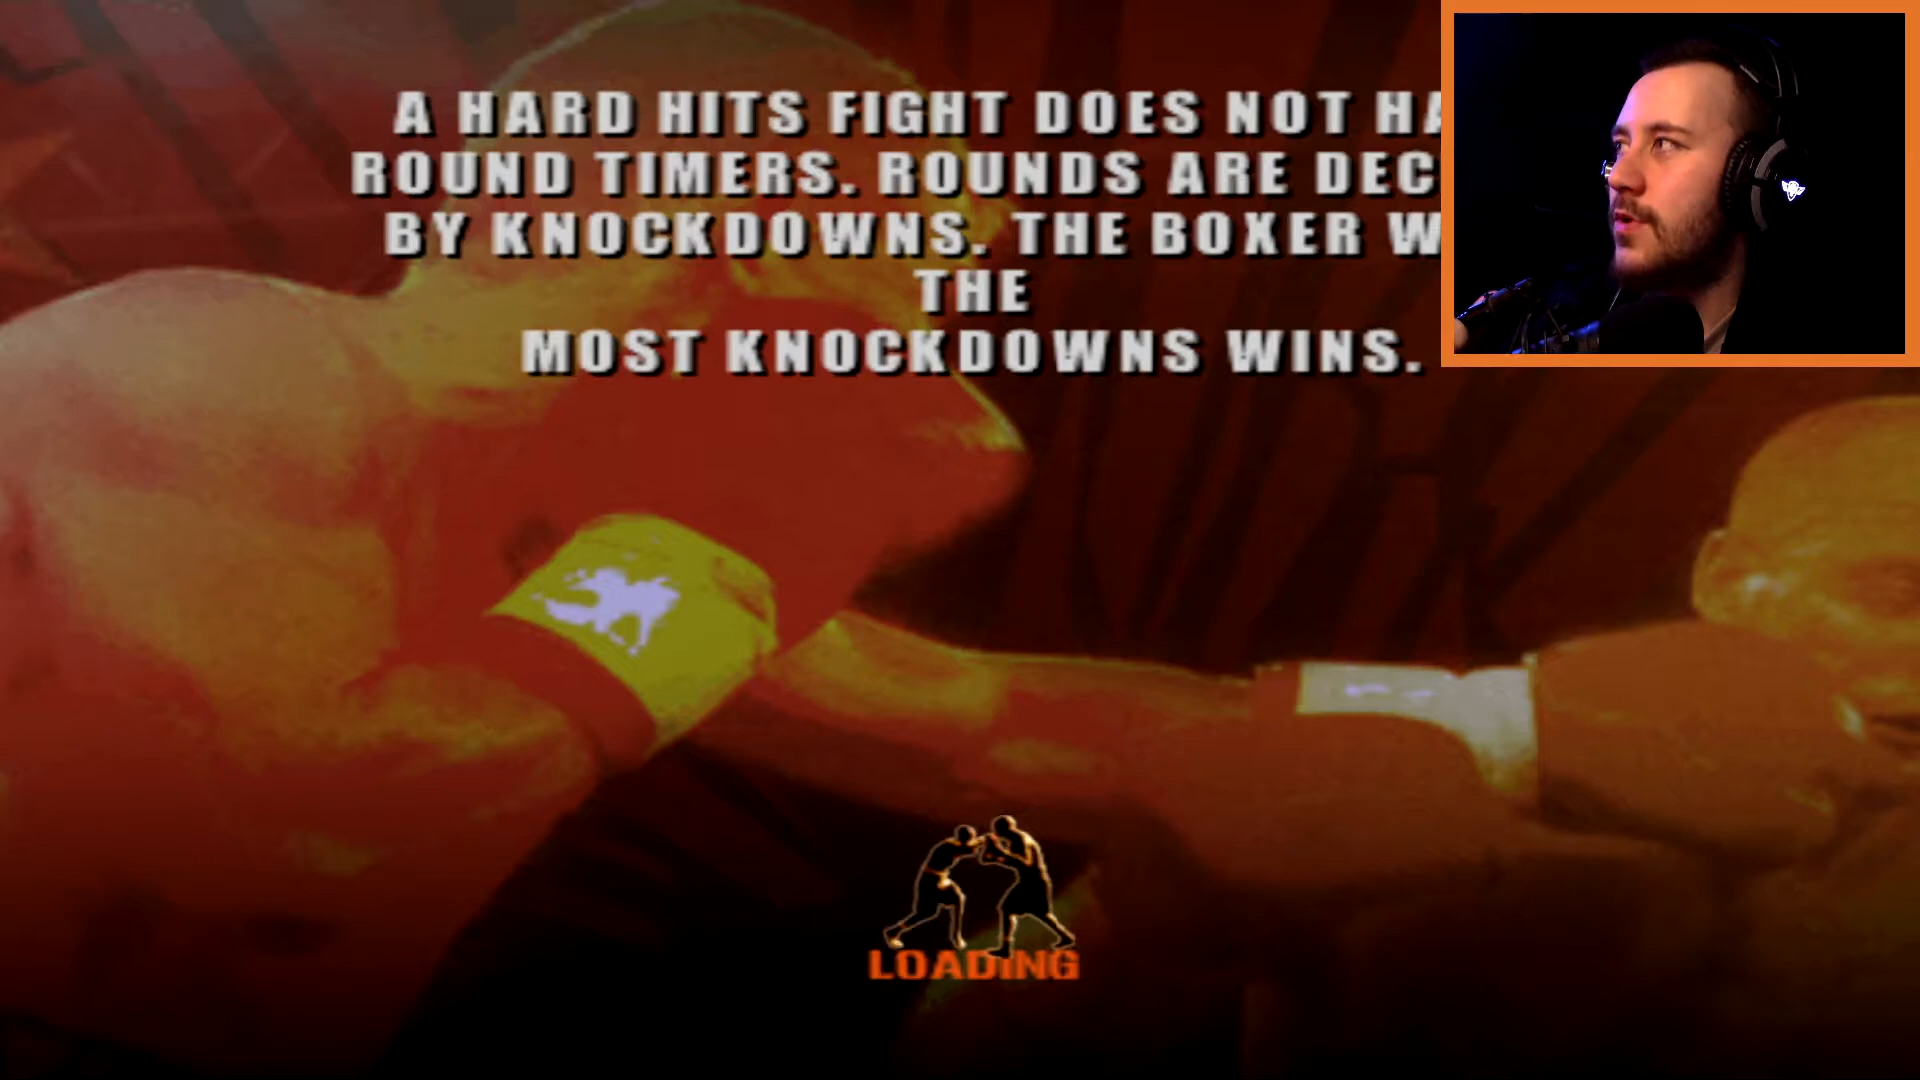 A HARD HITS FIGHT DOES NOT
ROUND TIMERS. ROUNDS ARE
BY KNOCKDOWNS. THE BOXER
THE
MOST KNOCKDOWNS WINS.
LOADING